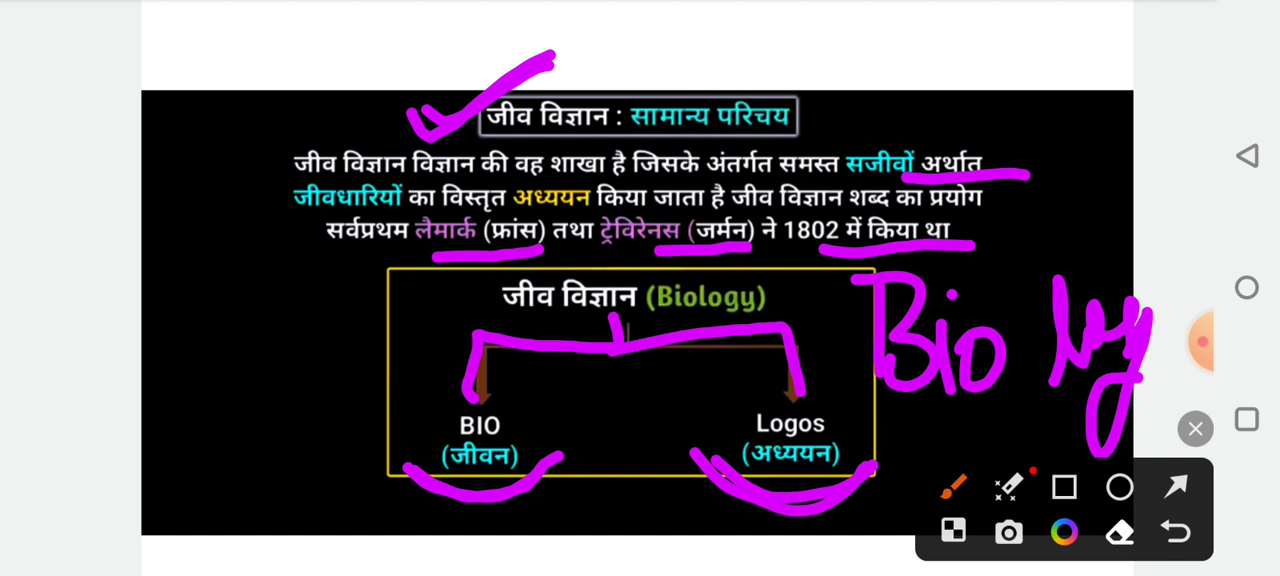 जीव विज्ञान : सामान्य परिचय
जीव विज्ञान विज्ञान की वह शाखा है जिसके अंतर्गत समस्त सजीवों अर्थात
जीवधारियों का विस्तृत अध्ययन किया जाता है जीव विज्ञान शब्द का प्रयोग
सर्वप्रथम लैमार्क (फ्रांस) तथा ट्रेविरेनस (जर्मन) ने 1802 में किया था
जीव विज्ञान (Biology)
Bio
BIO
Logos
(जीवन)
(अध्ययन)